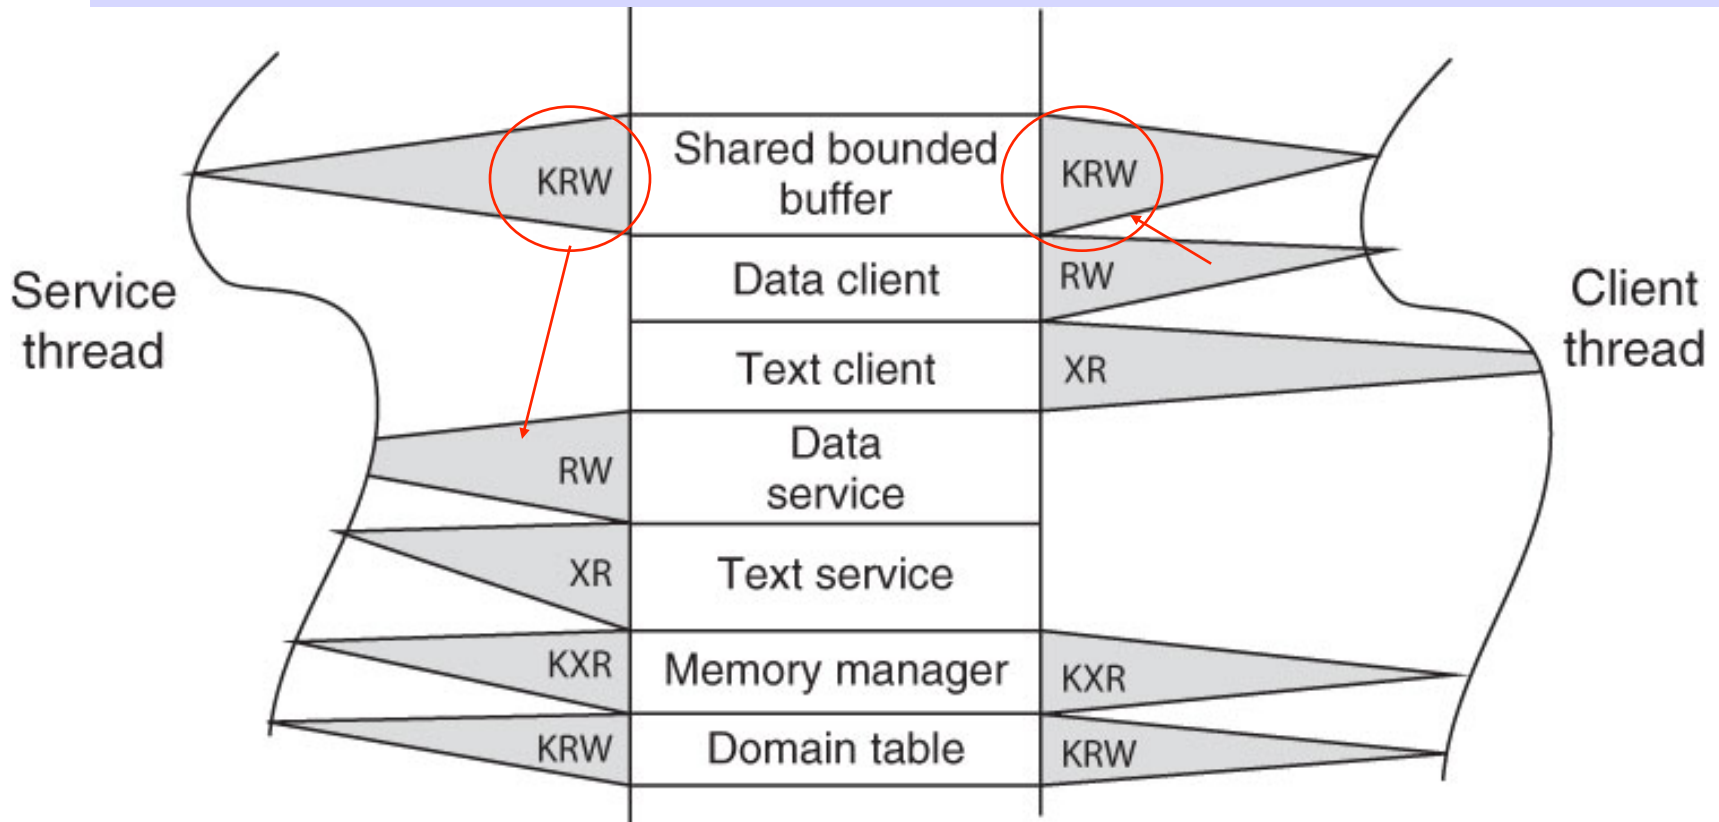 Shared bounded
buffer
KRW
KRW
Data client
RW
Service
thread
Client
thread
Text client
XR
Data
service
RW
Text service
XR
Memory manager
KXR
KXR
Domain table
KRW
KRW